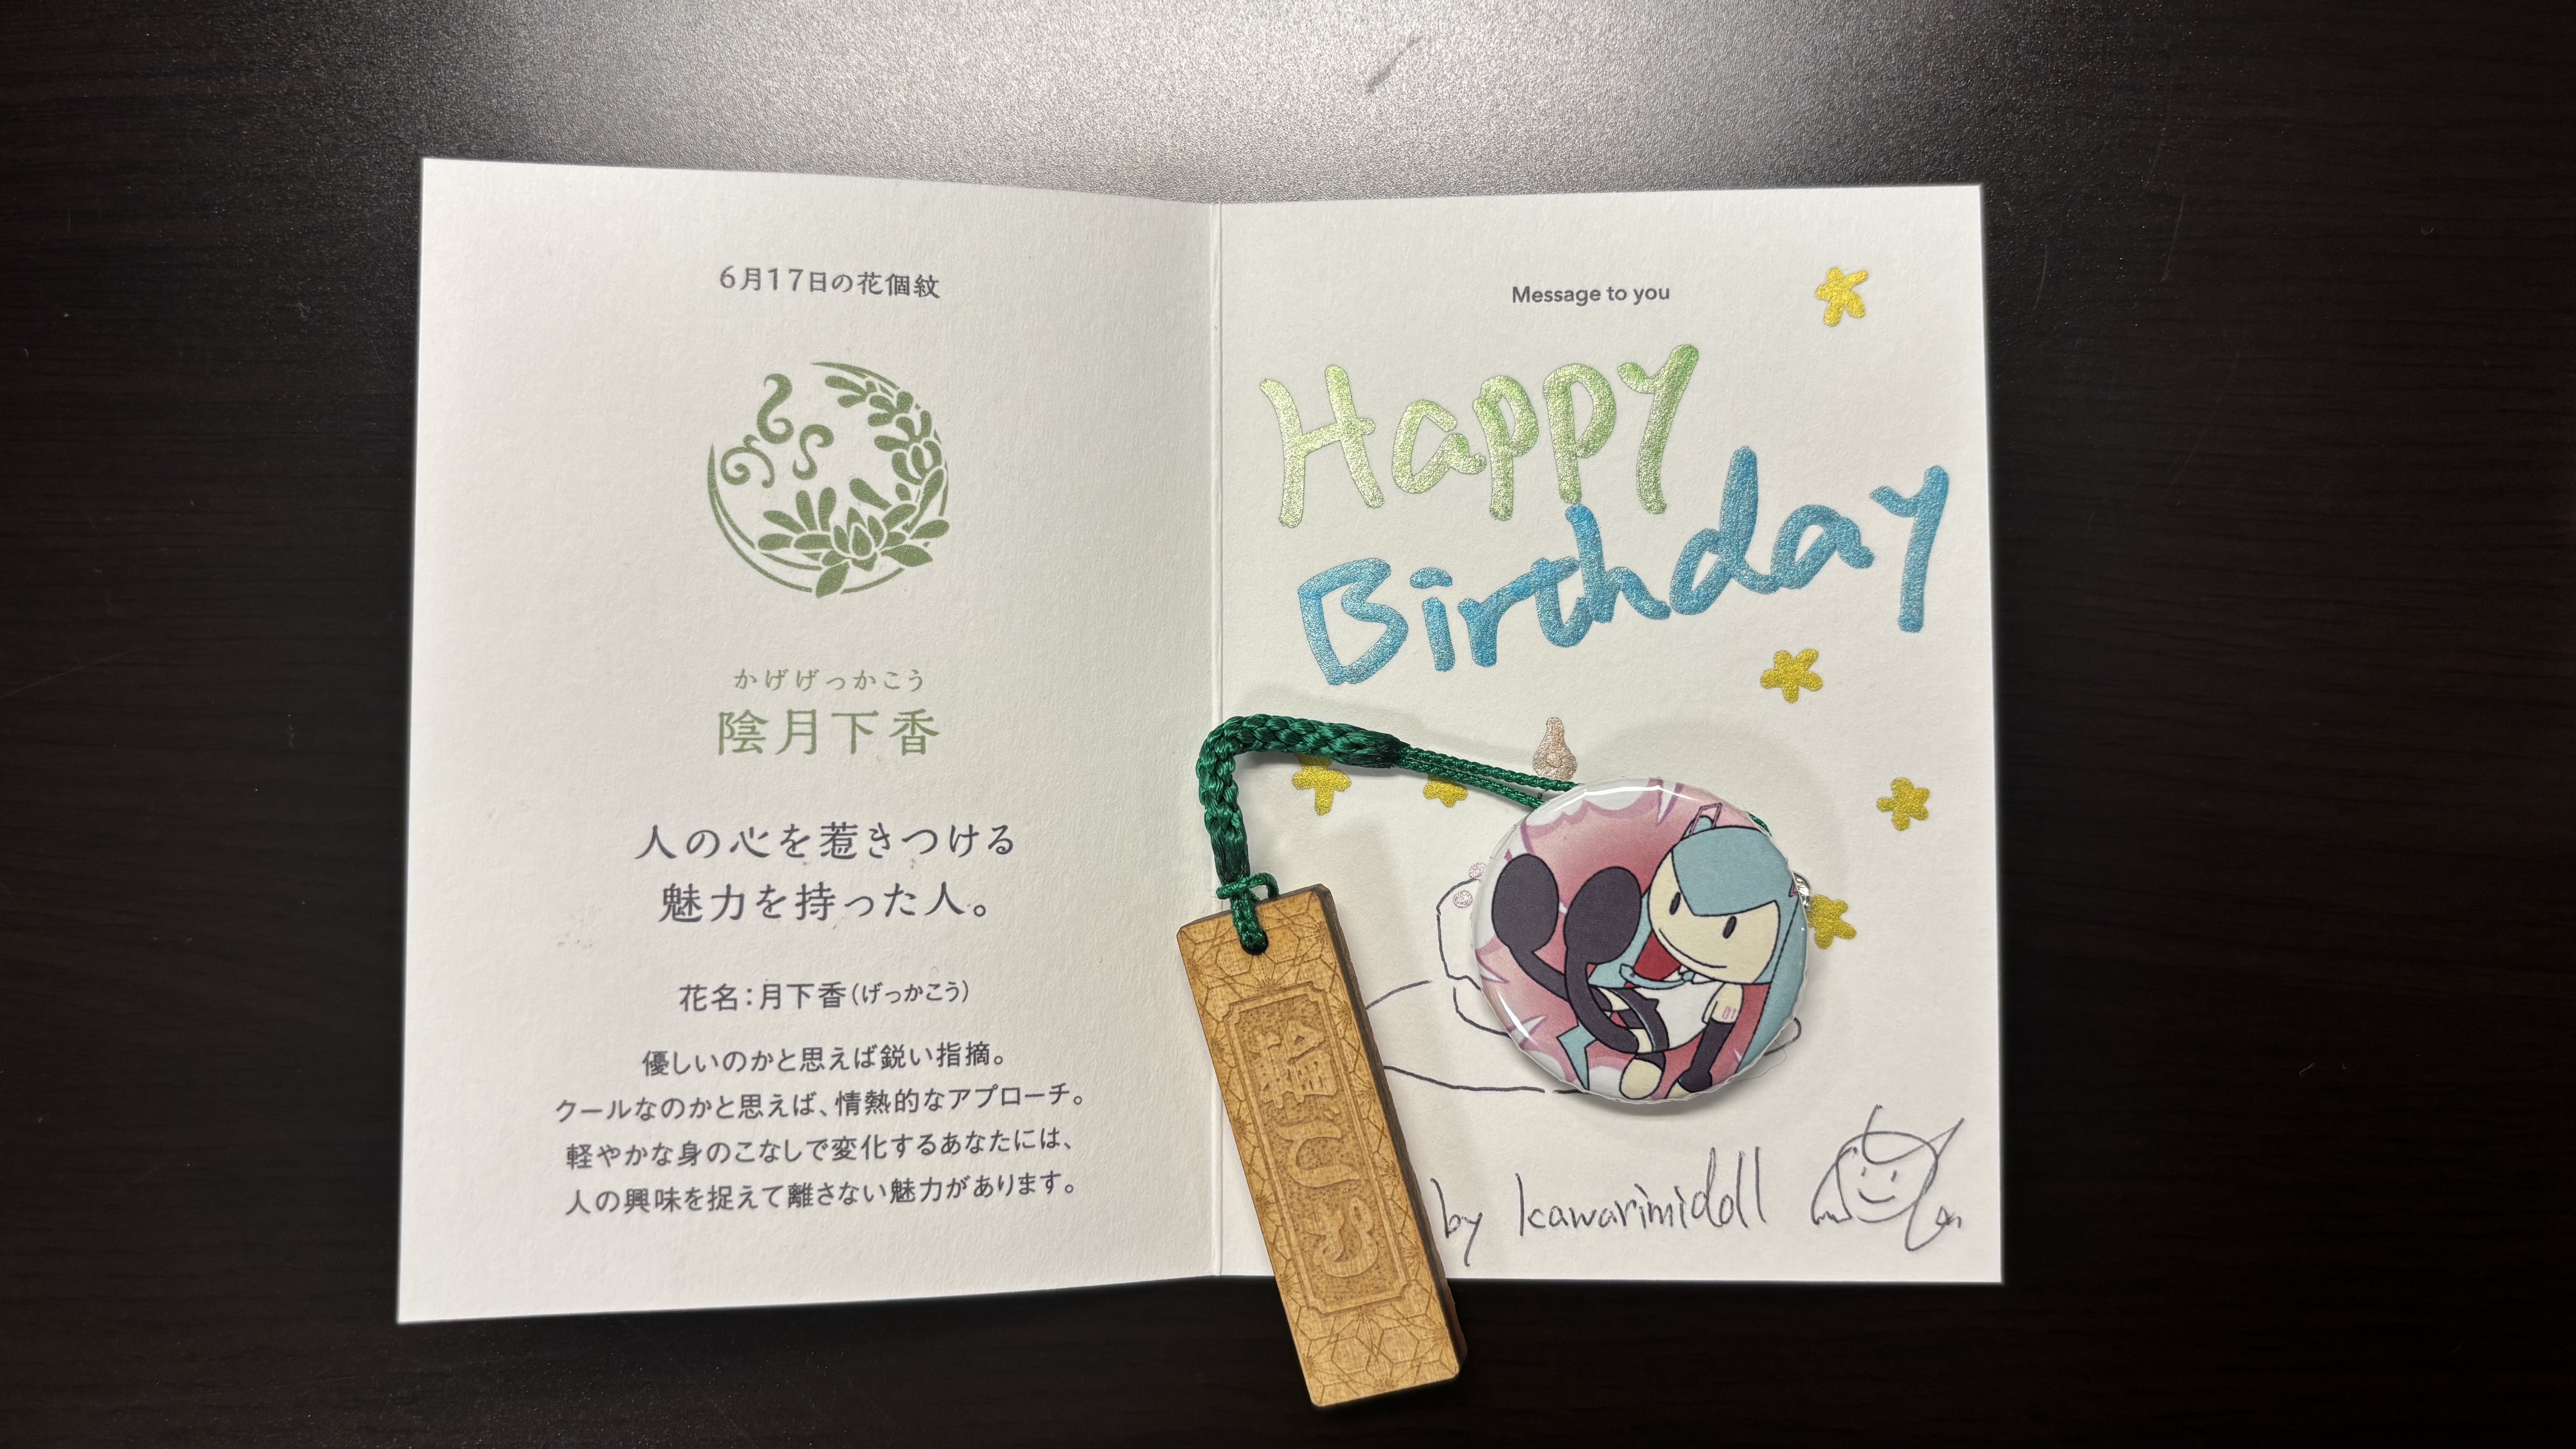 6月17日の花個紋
かげげっかこう
陰月下香
人の心を惹きつける
魅力を持った人。
花名：月下香（げっかこう）
優しいのかと思えば鋭い指摘。
クールなのかと思えば、情熱的なアプローチ。
軽やかな身のこなしで変化するあなたには、
人の興味を捉えて離さない魅力があります。
Message to you
Happy
Birthday
01
by kawarimidoll